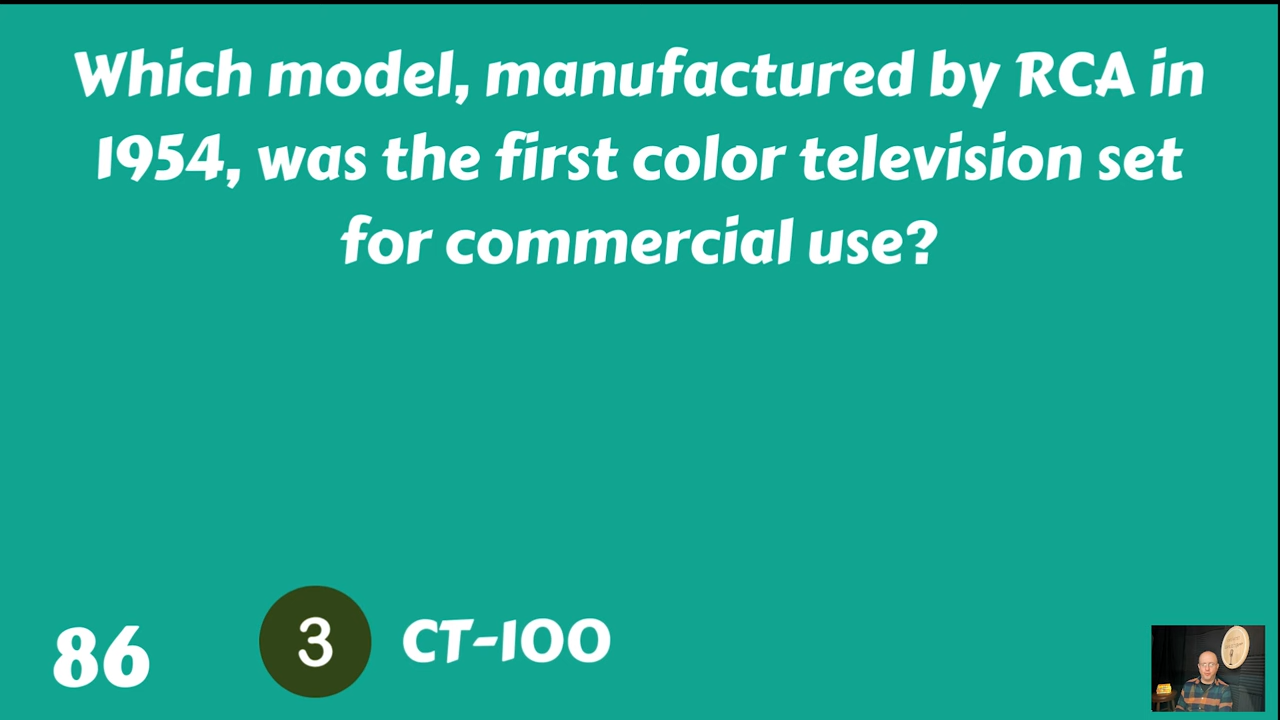 Which model, manufactured by RCA in
1954, was the first color television set
for commercial use?
86
3
CT-100